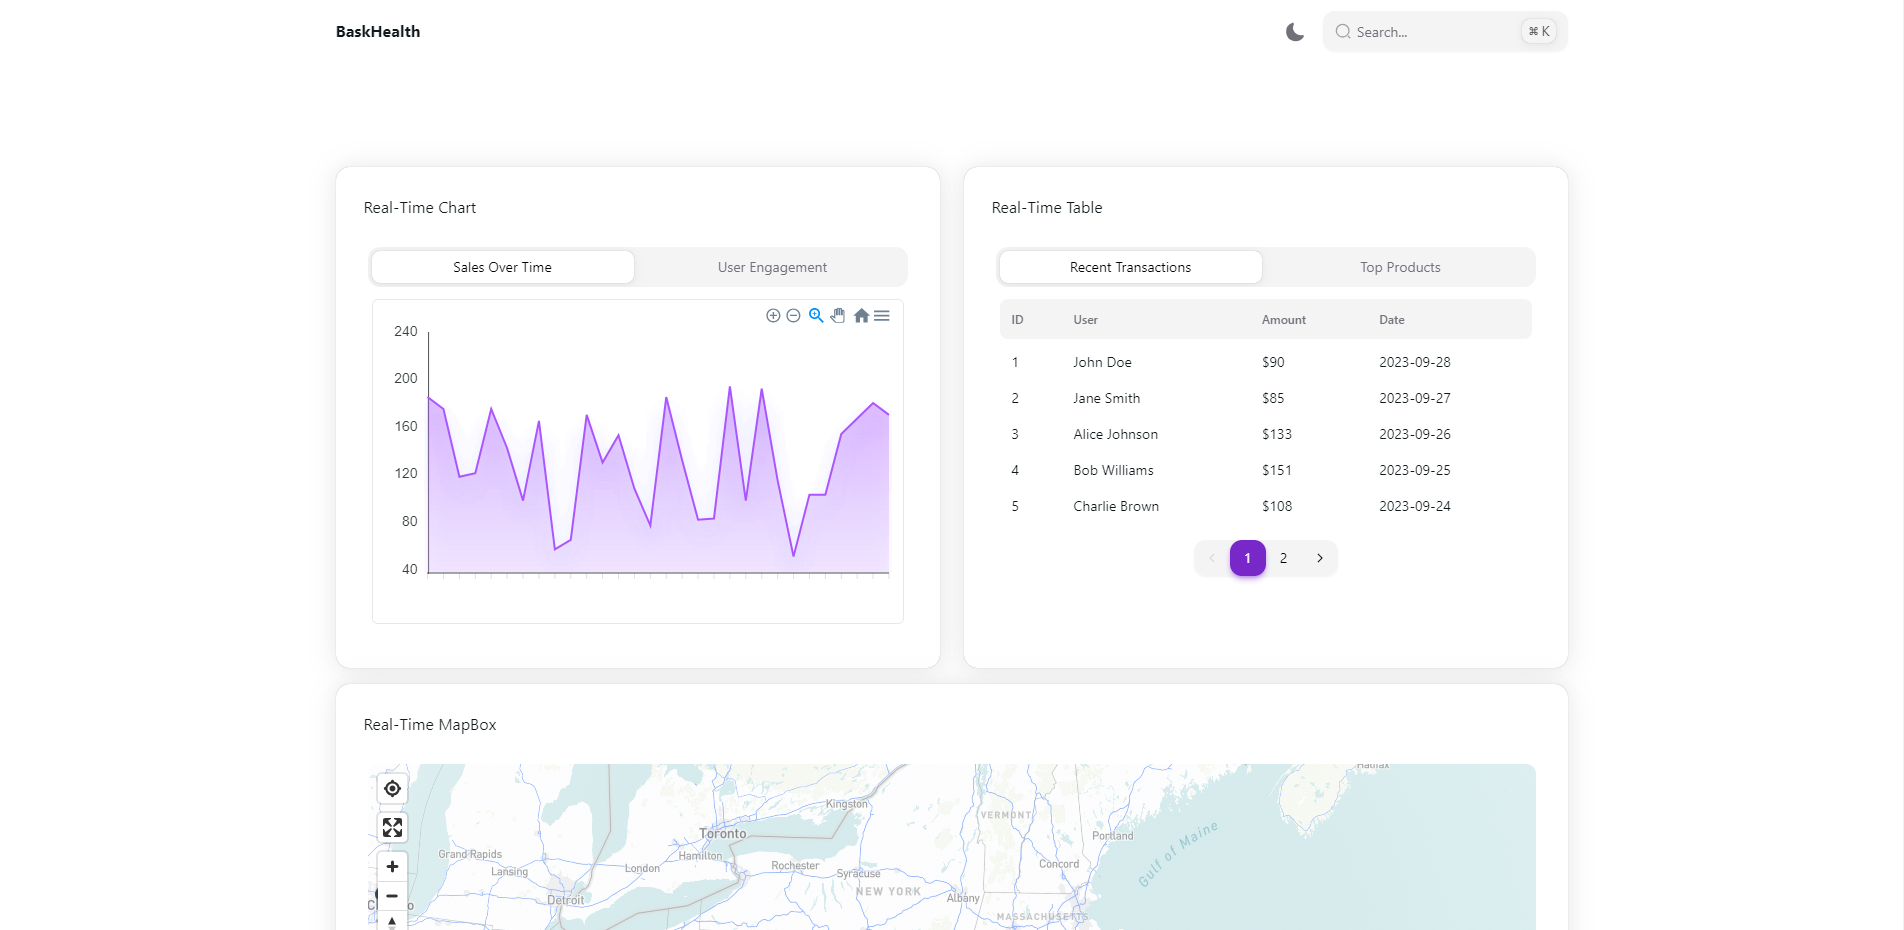 BaskHealth
Search...
⌘ K
Real-Time Chart
Sales Over Time
User Engagement
240
200
160
120
80
40
Real-Time Table
Recent Transactions
Top Products
ID User Amount Date
1 John Doe $90 2023-09-28
2 Jane Smith $85 2023-09-27
3 Alice Johnson $133 2023-09-26
4 Bob Williams $151 2023-09-25
5 Charlie Brown $108 2023-09-24
1 2
Real-Time MapBox
Halifax
Kingston
VERMONT
Toronto
Portland
Gulf of Maine
Grand Rapids
Hamilton
London
Lansing
Rochester
Syracuse
Concord
NEW YORK
Detroit
Albany
MASSACHUSETTS